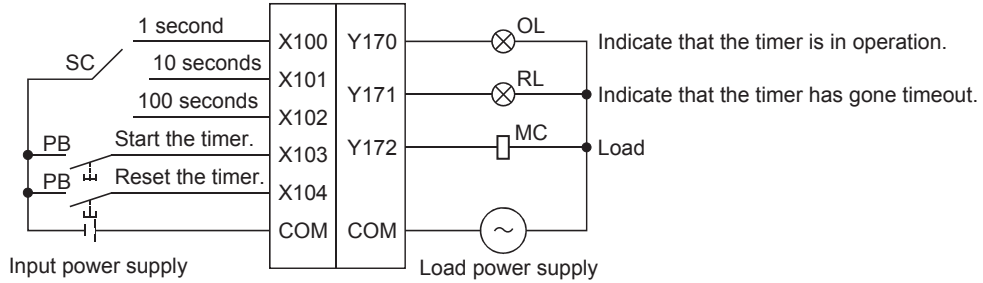 1 second X100 Y170 OL Indicate that the timer is in operation.
SC 10 seconds X101
RL
Y171 Indicate that the timer has gone timeout.
100 seconds X102
MC
PB Start the timer. X103 Y172 Load
PB Reset the timer. X104
COM COM
Input power supply Load power supply